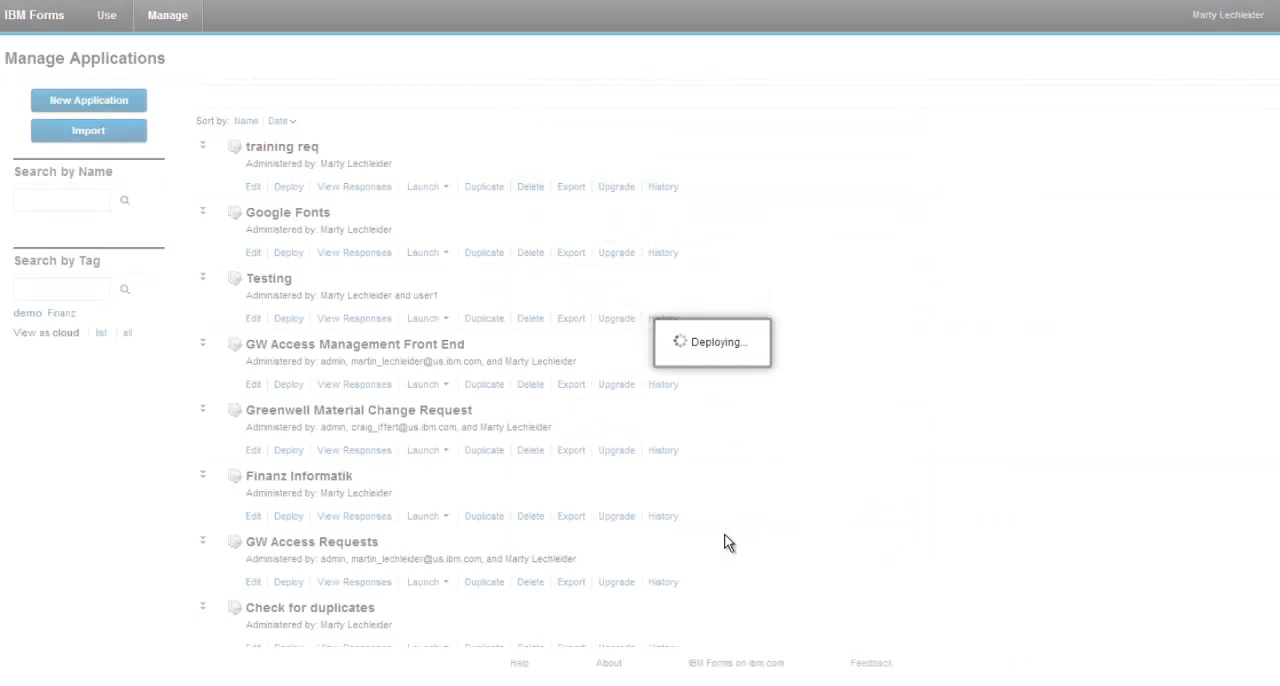 IBM Forms Use Manage Marty Lechleider
Manage Applications
New Application
Import
Search by Name
Search by Tag
demo Finanz
View as cloud | list | all
Sort by: Name | Date
training req
Administered by: Marty Lechleider
Edit | Deploy | View Responses | Launch | Duplicate | Delete | Export | Upgrade | History
Google Fonts
Administered by: Marty Lechleider
Edit | Deploy | View Responses | Launch | Duplicate | Delete | Export | Upgrade | History
Testing
Administered by: Marty Lechleider and user1
Edit | Deploy | View Responses | Launch | Duplicate | Delete | Export | Upgrade | History
Deploying...
GW Access Management Front End
Administered by: admin, martin_lechleider@us.ibm.com, and Marty Lechleider
Edit | Deploy | View Responses | Launch | Duplicate | Delete | Export | Upgrade | History
Greenwell Material Change Request
Administered by: admin, craig_iffert@us.ibm.com, and Marty Lechleider
Edit | Deploy | View Responses | Launch | Duplicate | Delete | Export | Upgrade | History
Finanz Informatik
Administered by: Marty Lechleider
Edit | Deploy | View Responses | Launch | Duplicate | Delete | Export | Upgrade | History
GW Access Requests
Administered by: admin, martin_lechleider@us.ibm.com, and Marty Lechleider
Edit | Deploy | View Responses | Launch | Duplicate | Delete | Export | Upgrade | History
Check for duplicates
Administered by: Marty Lechleider
Help About IBM Forms on ibm.com Feedback